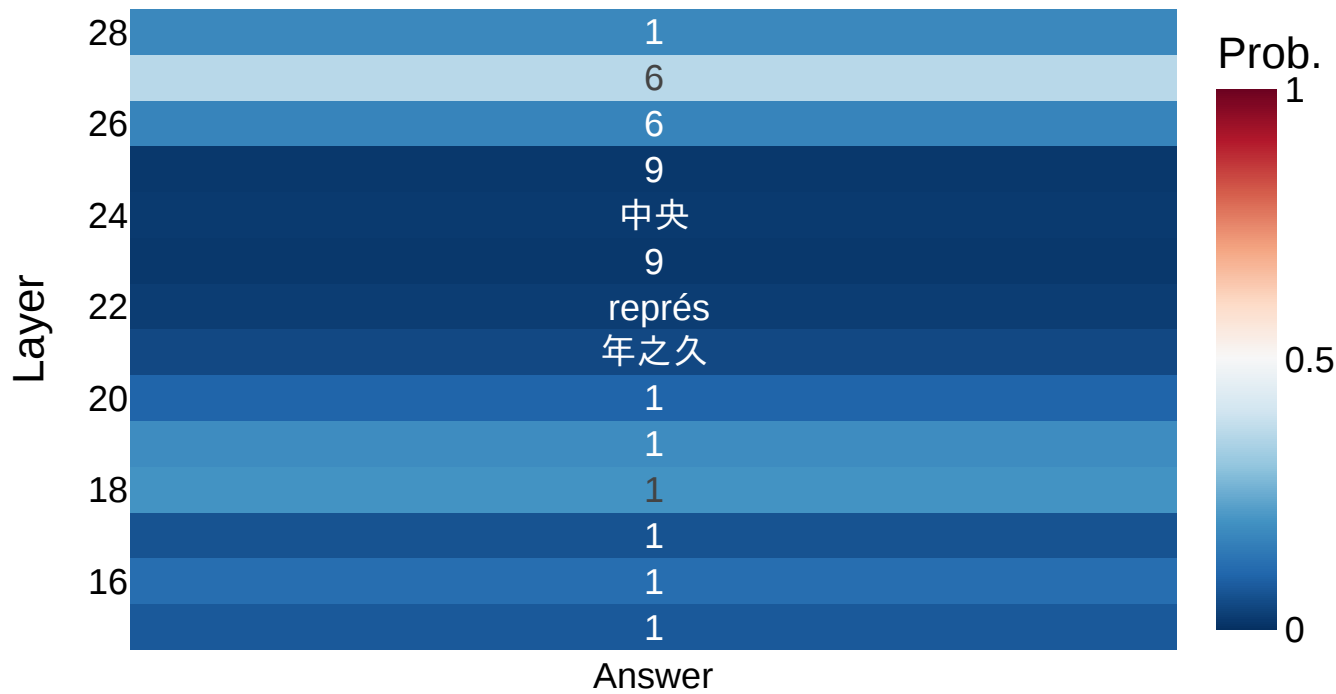 Prob.
28 1
1
6
26 6
9
24 中央
9
22 représ
Layer
年之久
0.5
20 1
1
18 1
1
16 1
1
0
Answer